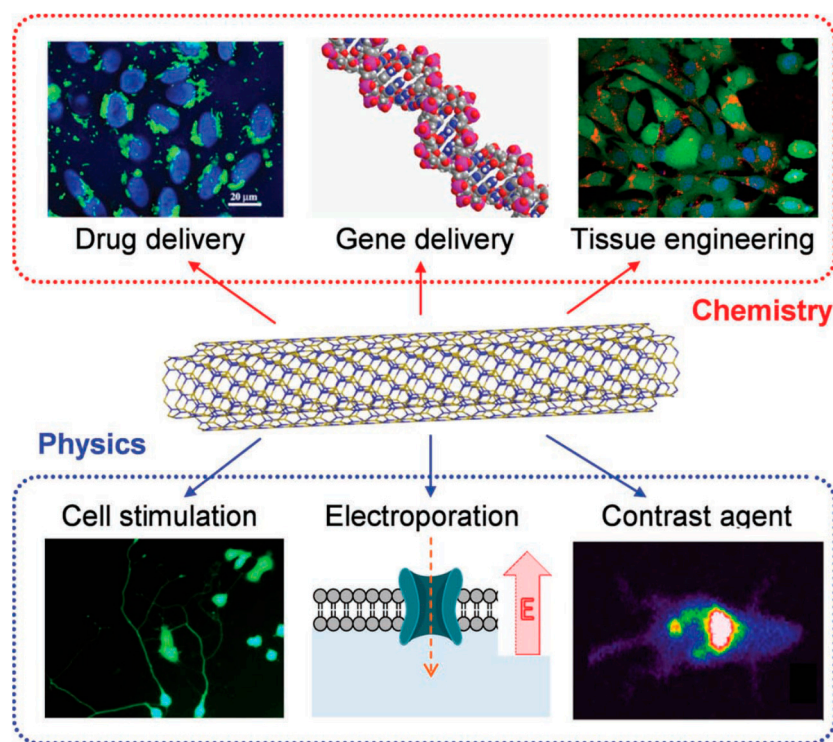 20 μm
Drug delivery
Gene delivery
Tissue engineering
Chemistry
Physics
Cell stimulation
Electroporation
Contrast agent
E